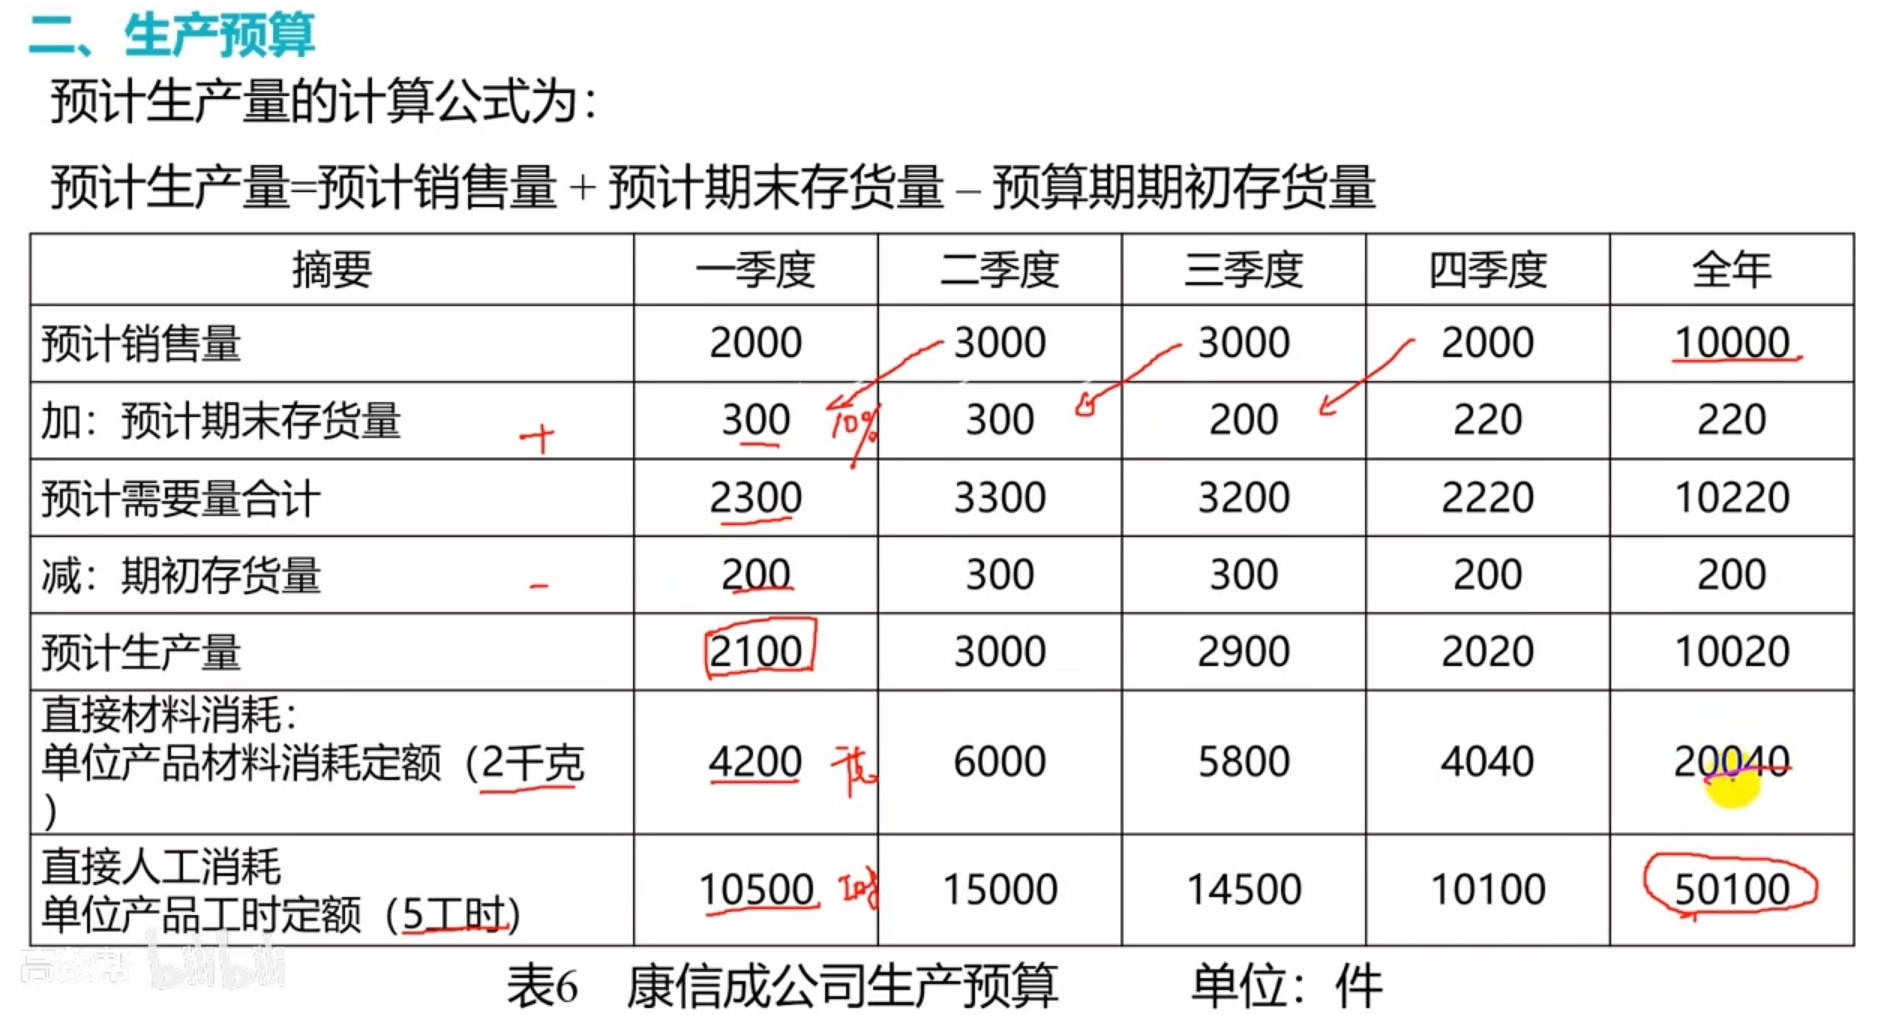 二、生产预算
预计生产量的计算公式为：
预计生产量=预计销售量 + 预计期末存货量 – 预算期期初存货量
摘要 一季度 二季度 三季度 四季度 全年
预计销售量 2000 3000 3000 2000 10000
加：预计期末存货量 + 300 10% 300 200 220 220
预计需要量合计 2300 3300 3200 2220 10220
减：期初存货量 - 200 300 300 200 200
预计生产量 2100 3000 2900 2020 10020
直接材料消耗：
单位产品材料消耗定额（2千克 4200 6000 5800 4040 20040
）
直接人工消耗
单位产品工时定额（5工时） 10500 15000 14500 10100 50100
高数帮 bilibili
表6 康信成公司生产预算 单位：件